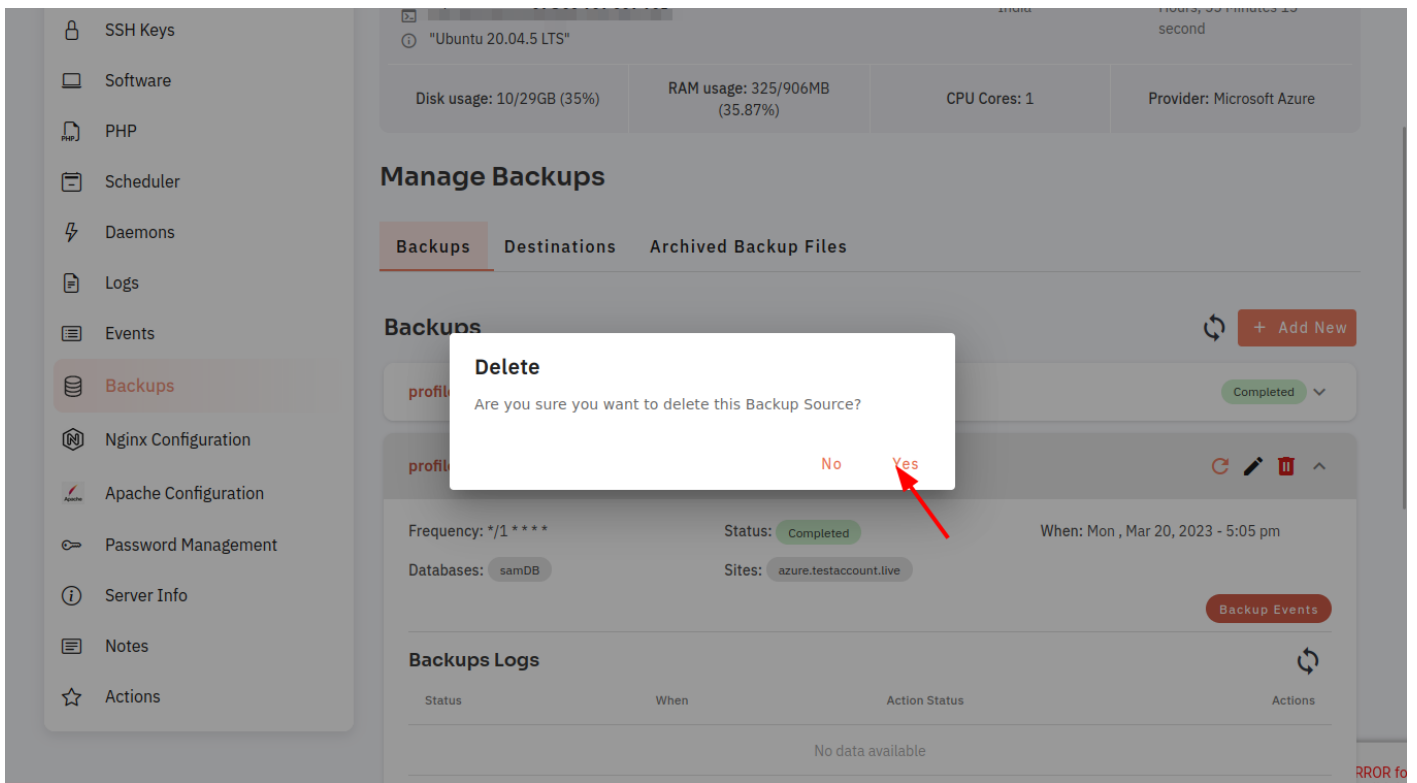 SSH Keys
Software
PHP
Scheduler
Daemons
Logs
Events
Backups
Nginx Configuration
Apache Configuration
Password Management
Server Info
Notes
Actions
"Ubuntu 20.04.5 LTS"
India
second
Disk usage: 10/29GB (35%)
RAM usage: 325/906MB
(35.87%)
CPU Cores: 1
Provider: Microsoft Azure
Manage Backups
Backups Destinations Archived Backup Files
Backups
+ Add New
Completed
Delete
Are you sure you want to delete this Backup Source?
No Yes
Frequency: */1 * * * *
Status: Completed
When: Mon , Mar 20, 2023 - 5:05 pm
Databases: samDB
Sites: azure.testaccount.live
Backup Events
Backups Logs
Status When Action Status Actions
No data available